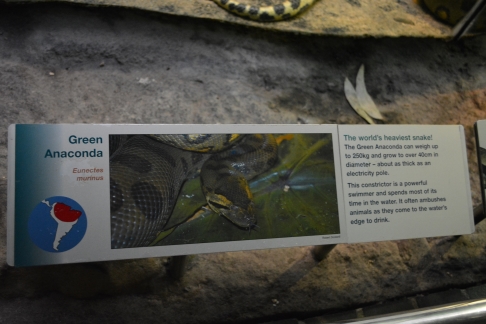 Green
Anaconda
Eunectes
murinus
The world's heaviest snake!
The Green Anaconda can weigh up
to 250kg and grow to over 40cm in
diameter – about as thick as an
electricity pole.
This constrictor is a powerful
swimmer and spends most of its
time in the water. It often ambushes
animals as they come to the water's
edge to drink.